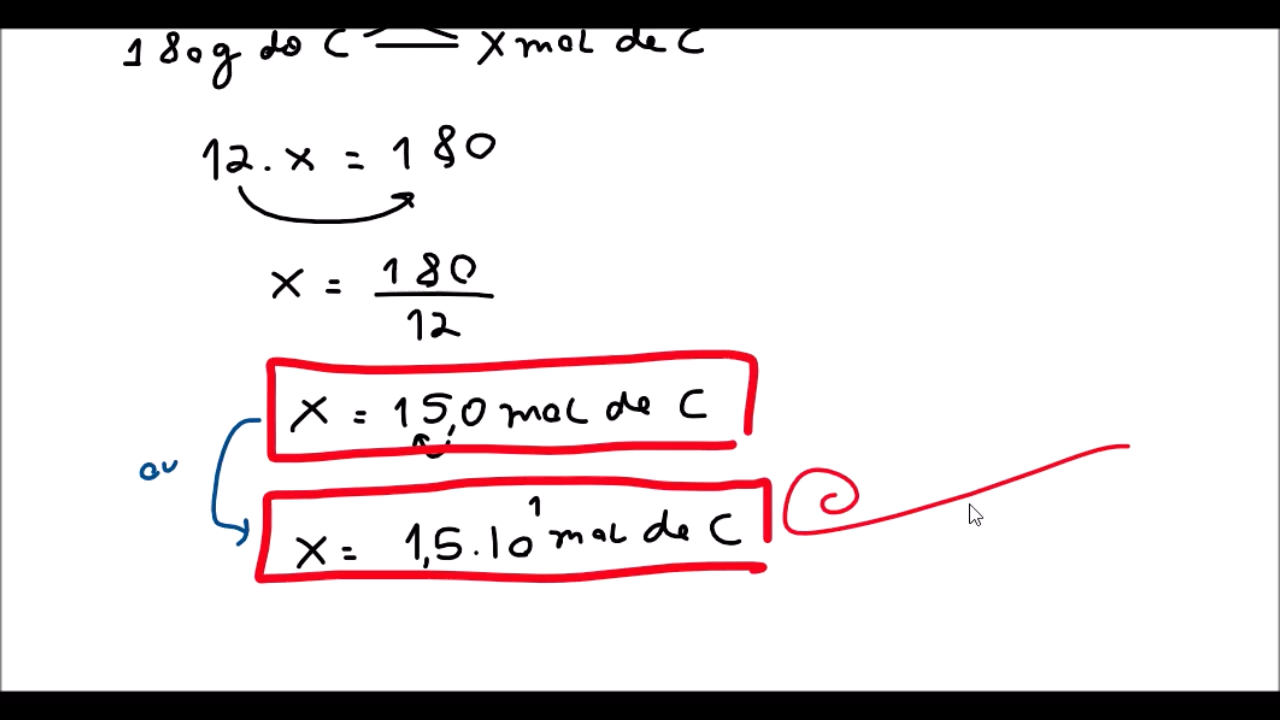 180g do C X mol de C
12 . x = 180
x = 180
12
x = 15,0 mol de C
ou
x = 1,5 . 10¹ mol de C